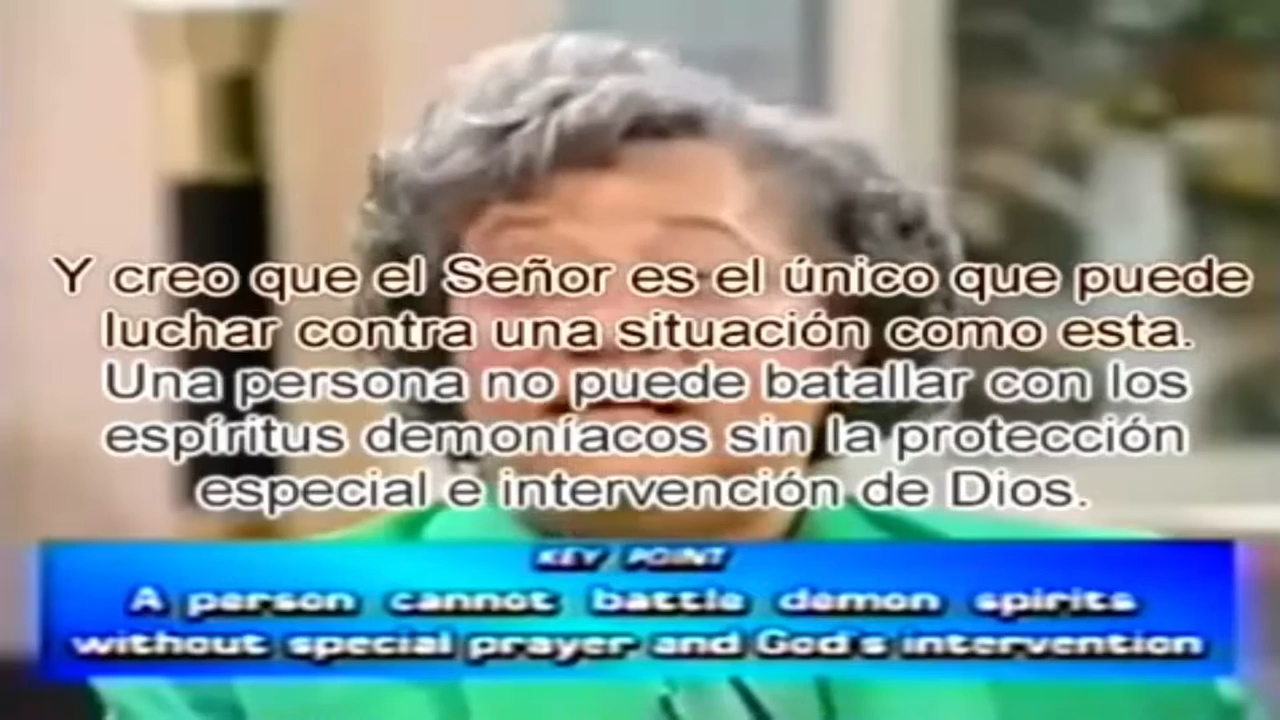 Y creo que el Señor es el único que puede
luchar contra una situación como esta.
Una persona no puede batallar con los
espíritus demoníacos sin la protección
especial e intervención de Dios.
KEY POINT
A person cannot battle demon spirits
without special prayer and God's intervention